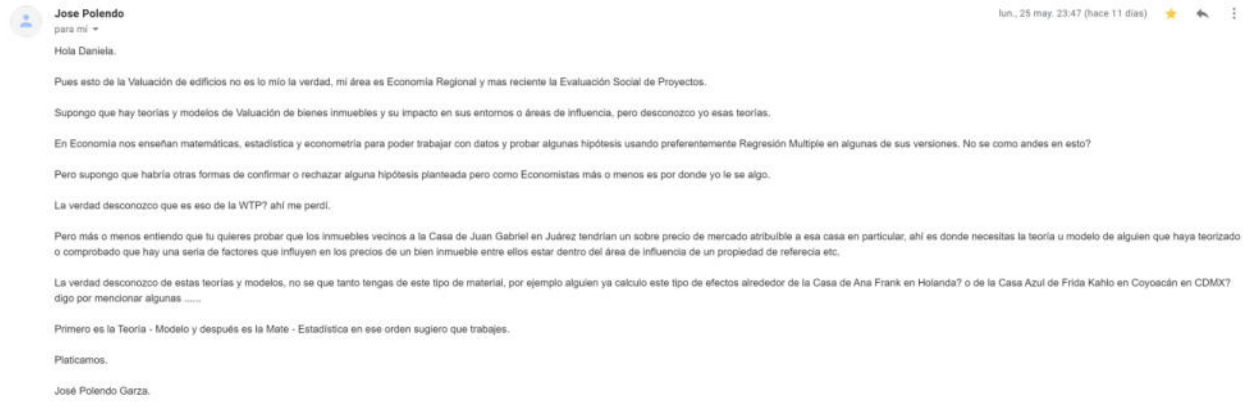 Jose Polendo
lun., 25 may. 23:47 (hace 11 días)
para mí
Hola Daniela.
Pues esto de la Valuación de edificios no es lo mío la verdad, mi área es Economía Regional y mas reciente la Evaluación Social de Proyectos.
Supongo que hay teorías y modelos de Valuación de bienes inmuebles y su impacto en sus entornos o áreas de influencia, pero desconozco yo esas teorías.
En Economía nos enseñan matemáticas, estadística y econometría para poder trabajar con datos y probar algunas hipótesis usando preferentemente Regresión Multiple en algunas de sus versiones. No se como andes en esto?
Pero supongo que habría otras formas de confirmar o rechazar alguna hipótesis planteada pero como Economistas más o menos es por donde yo le se algo.
La verdad desconozco que es eso de la WTP? ahí me perdí.
Pero más o menos entiendo que tu quieres probar que los inmuebles vecinos a la Casa de Juan Gabriel en Juárez tendrían un sobre precio de mercado atribuible a esa casa en particular, ahí es donde necesitas la teoría u modelo de alguien que haya teorizado
o comprobado que hay una seria de factores que influyen en los precios de un bien inmueble entre ellos estar dentro del área de influencia de un propiedad de referecia etc.
La verdad desconozco de estas teorías y modelos, no se que tanto tengas de este tipo de material, por ejemplo alguien ya calculo este tipo de efectos alrededor de la Casa de Ana Frank en Holanda? o de la Casa Azul de Frida Kahlo en Coyoacán en CDMX?
digo por mencionar algunas ......
Primero es la Teoría - Modelo y después es la Mate - Estadística en ese orden sugiero que trabajes.
Platicamos.
José Polendo Garza.